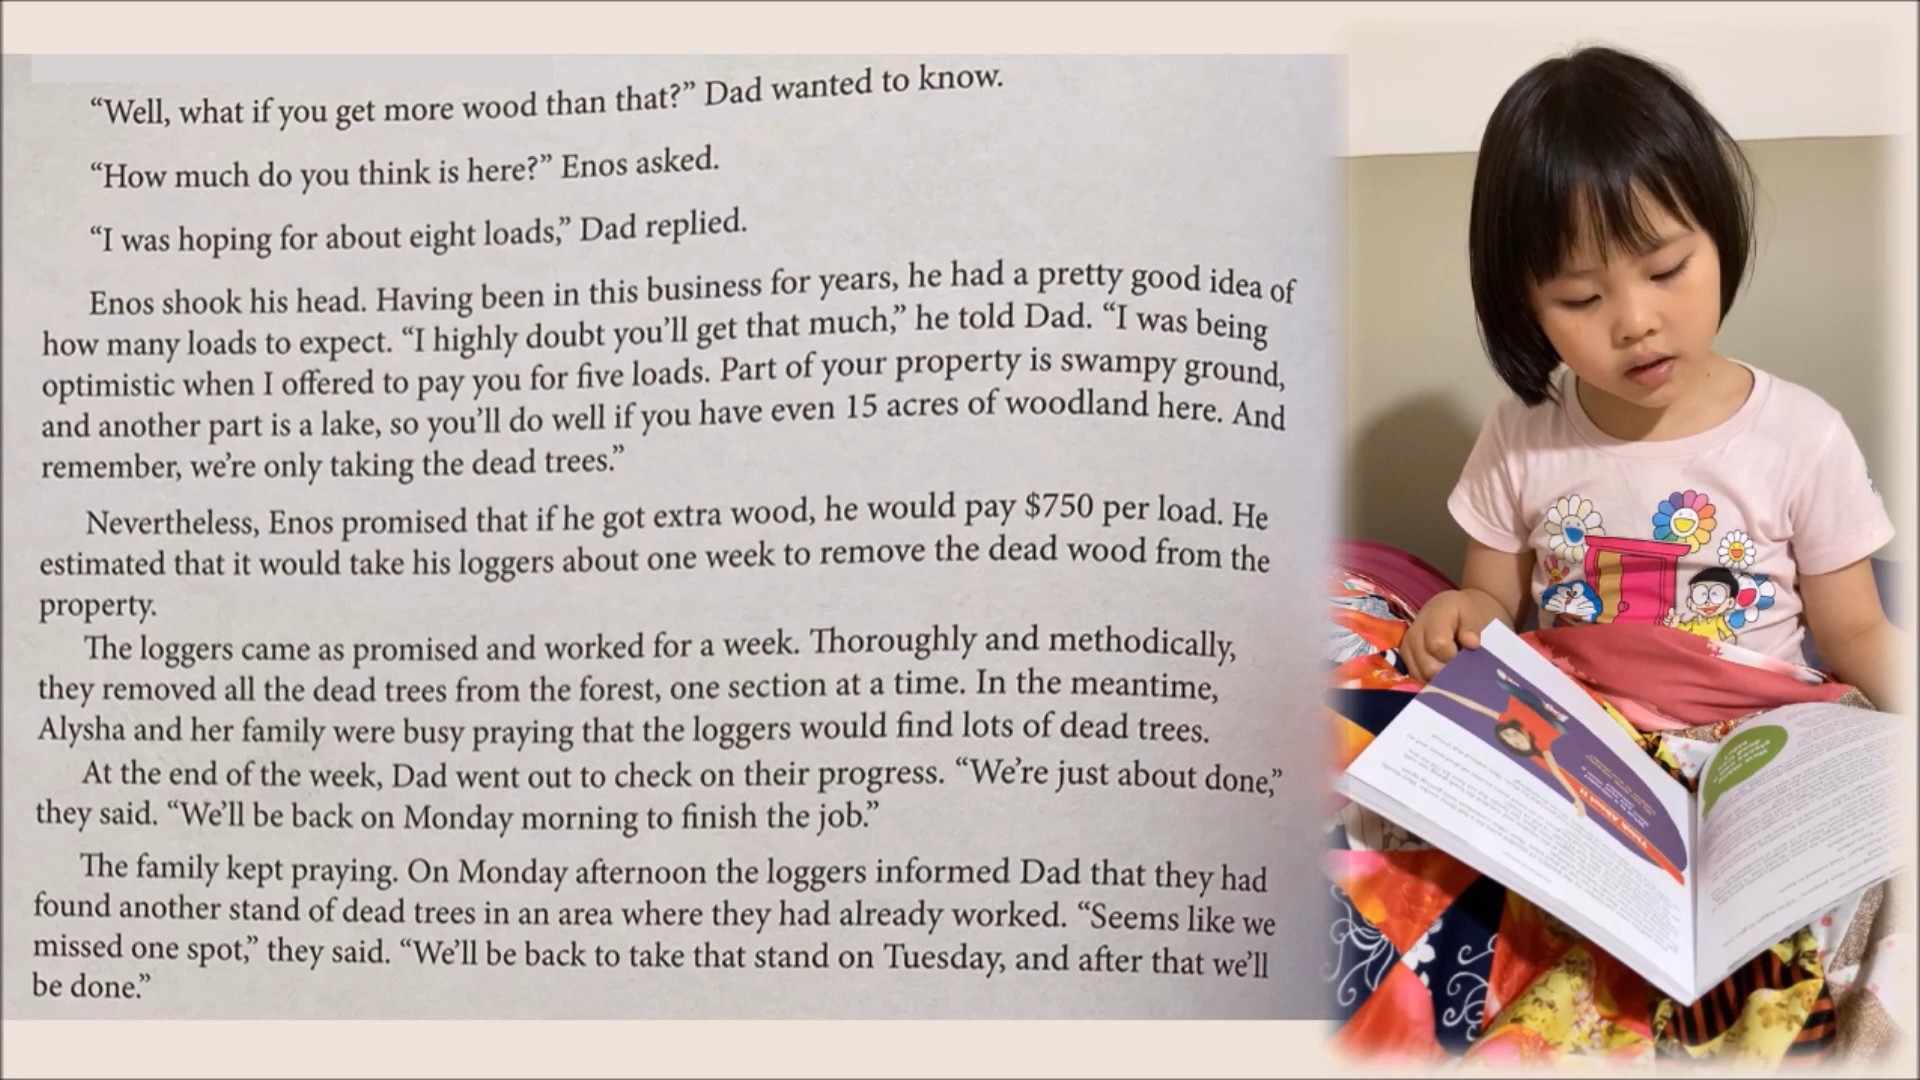 “Well, what if you get more wood than that?” Dad wanted to know.
“How much do you think is here?” Enos asked.
“I was hoping for about eight loads,” Dad replied.
Enos shook his head. Having been in this business for years, he had a pretty good idea of
how many loads to expect. “I highly doubt you’ll get that much,” he told Dad. “I was being
optimistic when I offered to pay you for five loads. Part of your property is swampy ground,
and another part is a lake, so you’ll do well if you have even 15 acres of woodland here. And
remember, we’re only taking the dead trees.”
Nevertheless, Enos promised that if he got extra wood, he would pay $750 per load. He
estimated that it would take his loggers about one week to remove the dead wood from the
property.
The loggers came as promised and worked for a week. Thoroughly and methodically,
they removed all the dead trees from the forest, one section at a time. In the meantime,
Alysha and her family were busy praying that the loggers would find lots of dead trees.
At the end of the week, Dad went out to check on their progress. “We’re just about done,”
they said. “We’ll be back on Monday morning to finish the job.”
The family kept praying. On Monday afternoon the loggers informed Dad that they had
found another stand of dead trees in an area where they had already worked. “Seems like we
missed one spot,” they said. “We’ll be back to take that stand on Tuesday, and after that we’ll
be done.”